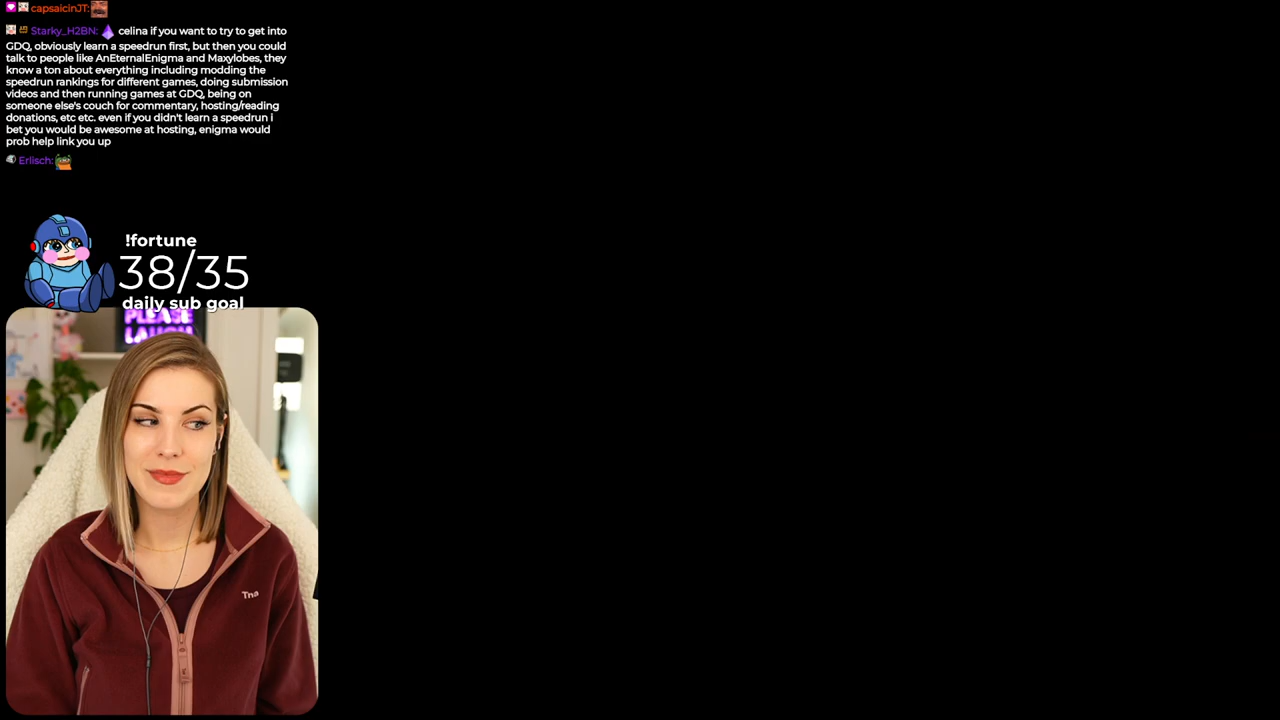 capsaicinJT:
Starky_H2BN: celina if you want to try to get into
GDQ, obviously learn a speedrun first, but then you could
talk to people like AnEternalEnigma and Maxylobes, they
know a ton about everything including modding the
speedrun rankings for different games, doing submission
videos and then running games at GDQ, being on
someone else's couch for commentary, hosting/reading
donations, etc etc. even if you didn't learn a speedrun i
bet you would be awesome at hosting, enigma would
prob help link you up
Erlisch:
!fortune
38/35
daily sub goal
PLEASE
LAUGH
Tna